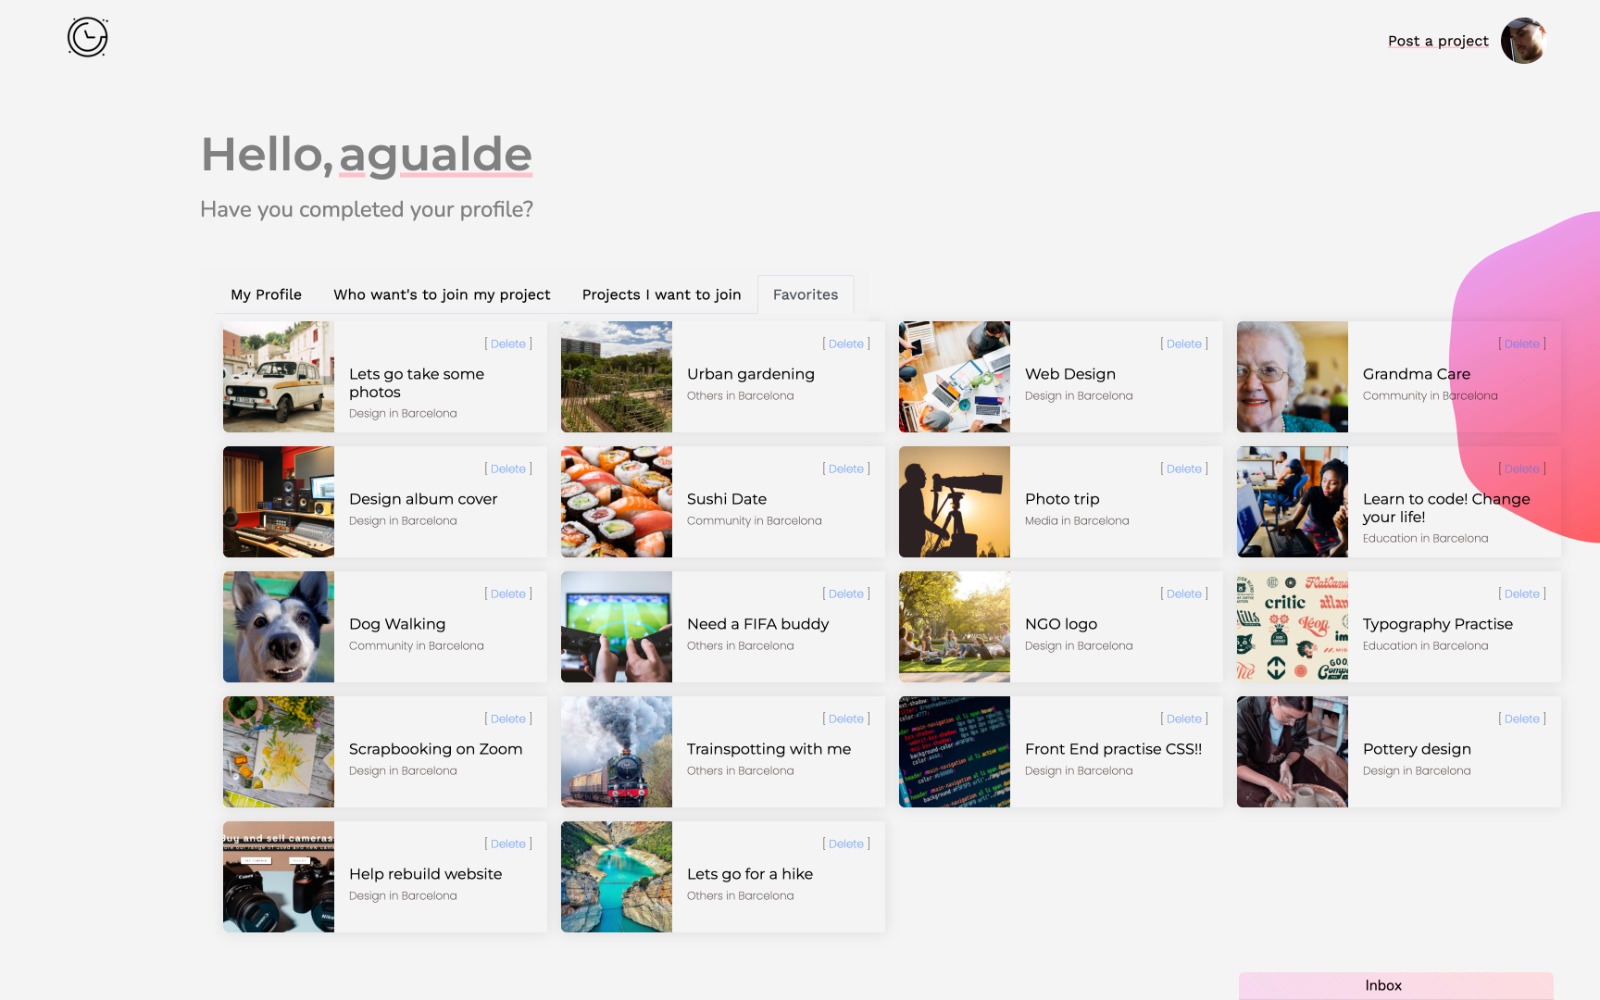 Post a project
Hello, agualde
Have you completed your profile?
My Profile
Who want's to join my project
Projects I want to join
Favorites
[ Delete ]
Lets go take some
photos
Design in Barcelona
[ Delete ]
Urban gardening
Others in Barcelona
[ Delete ]
Web Design
Design in Barcelona
[ Delete ]
Grandma Care
Community in Barcelona
[ Delete ]
Design album cover
Design in Barcelona
[ Delete ]
Sushi Date
Community in Barcelona
[ Delete ]
Photo trip
Media in Barcelona
[ Delete ]
Learn to code! Change
your life!
Education in Barcelona
[ Delete ]
Dog Walking
Community in Barcelona
[ Delete ]
Need a FIFA buddy
Others in Barcelona
[ Delete ]
NGO logo
Design in Barcelona
critic
Léon
[ Delete ]
Typography Practise
Education in Barcelona
[ Delete ]
Scrapbooking on Zoom
Design in Barcelona
[ Delete ]
Trainspotting with me
Others in Barcelona
[ Delete ]
Front End practise CSS!!
Design in Barcelona
[ Delete ]
Pottery design
Design in Barcelona
Buy and sell cameras
[ Delete ]
Help rebuild website
Design in Barcelona
[ Delete ]
Lets go for a hike
Others in Barcelona
Inbox